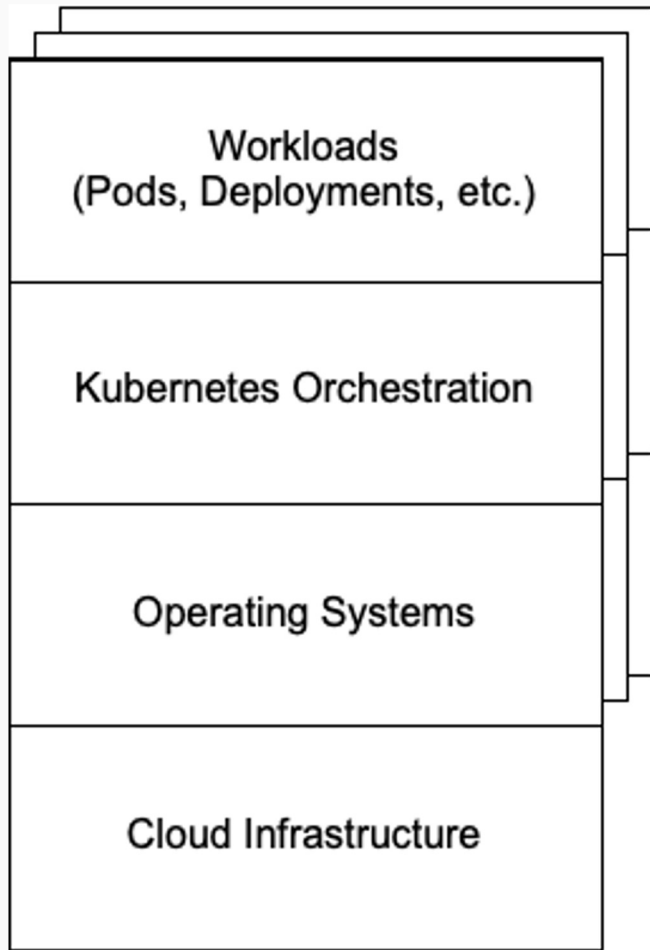 Workloads
(Pods, Deployments, etc.)
Kubernetes Orchestration
Operating Systems
Cloud Infrastructure